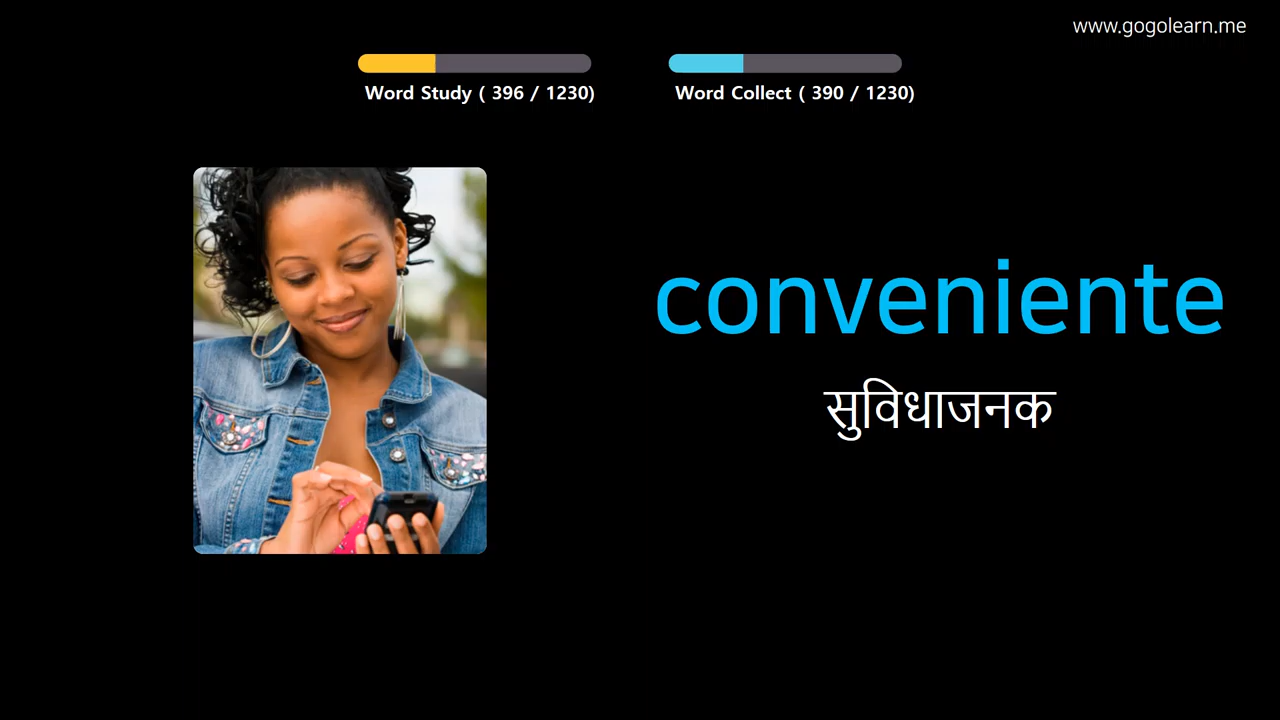 www.gogolearn.me
Word Study ( 396 / 1230)
Word Collect ( 390 / 1230)
conveniente
सुविधाजनक